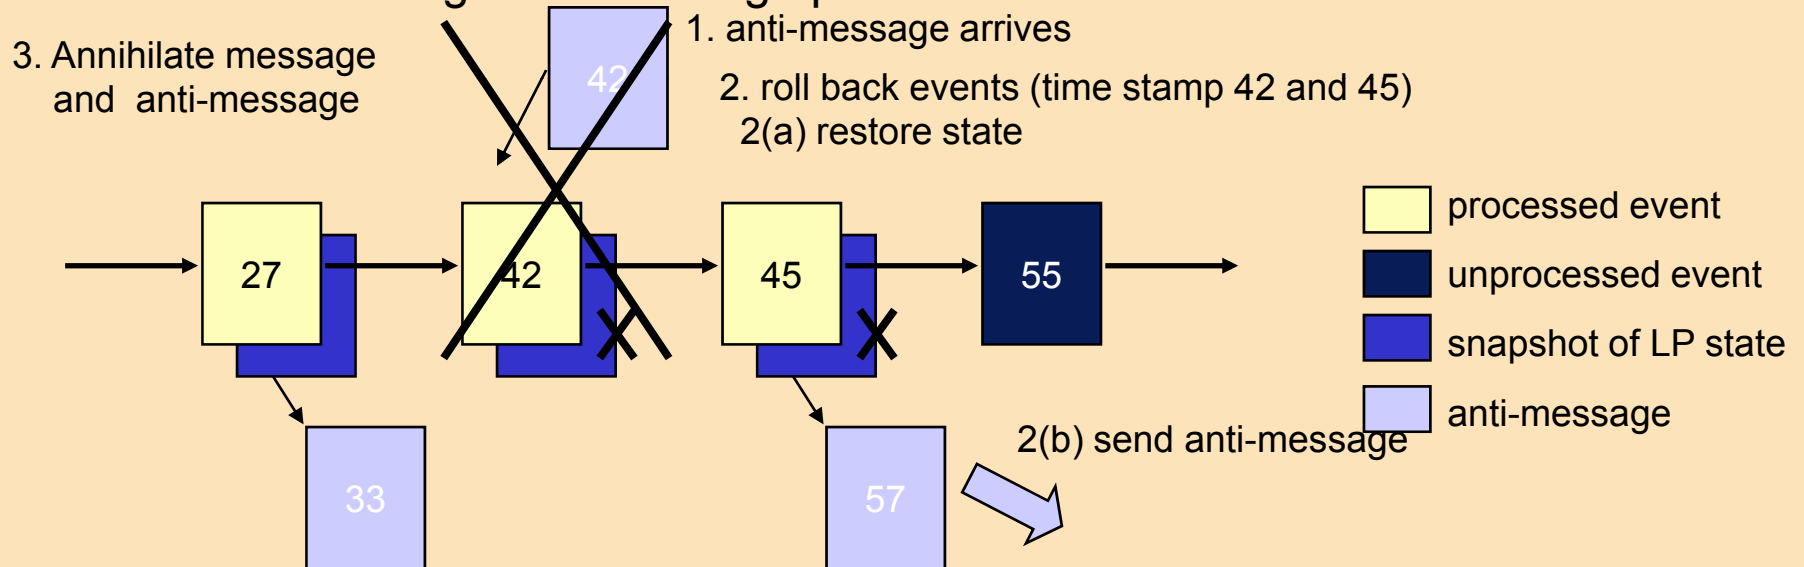 3. Annihilate message
and anti-message
1. anti-message arrives
2. roll back events (time stamp 42 and 45)
2(a) restore state
42
27
42
45
55
processed event
unprocessed event
snapshot of LP state
anti-message
2(b) send anti-message
33
57